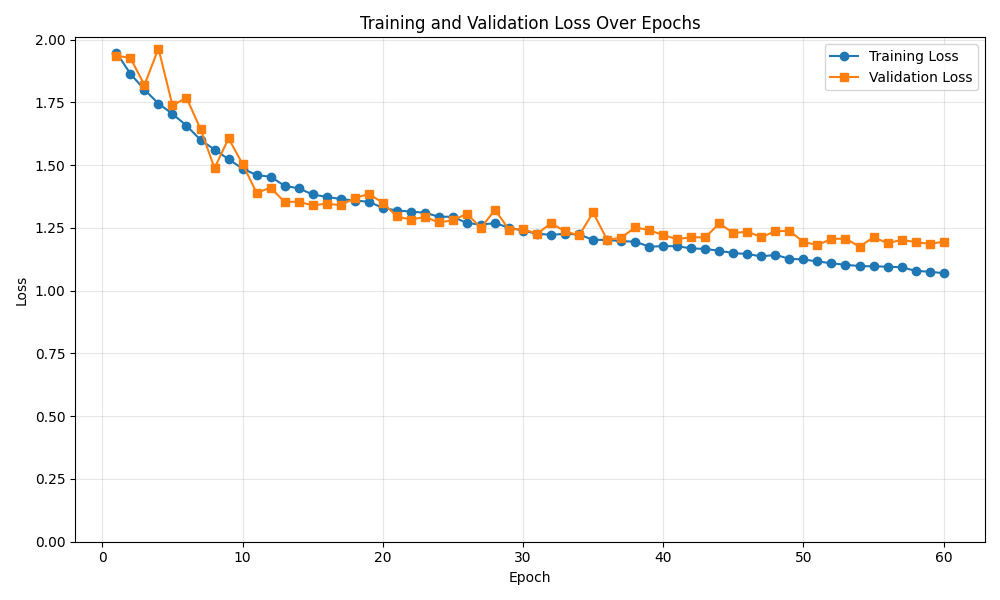 Training and Validation Loss Over Epochs
Training Loss
Validation Loss
2.00
1.75
1.50
1.25
1.00
0.75
0.50
0.25
0.00
Loss
0 10 20 30 40 50 60
Epoch